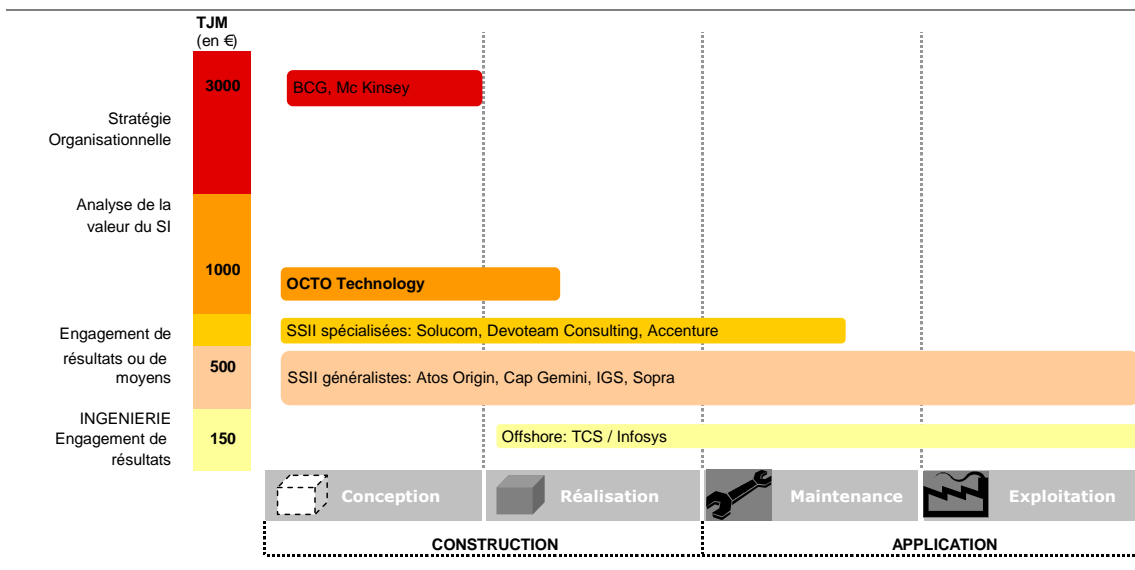 TJM
(en €)
3000
BCG, Mc Kinsey
Stratégie
Organisationnelle
Analyse de la
valeur du SI
1000
OCTO Technology
Engagement de
résultats ou de
moyens
SSII spécialisées: Solucom, Devoteam Consulting, Accenture
500
SSII généralistes: Atos Origin, Cap Gemini, IGS, Sopra
INGENIERIE
Engagement de
résultats
150
Offshore: TCS / Infosys
Conception
Réalisation
Maintenance
Exploitation
CONSTRUCTION
APPLICATION